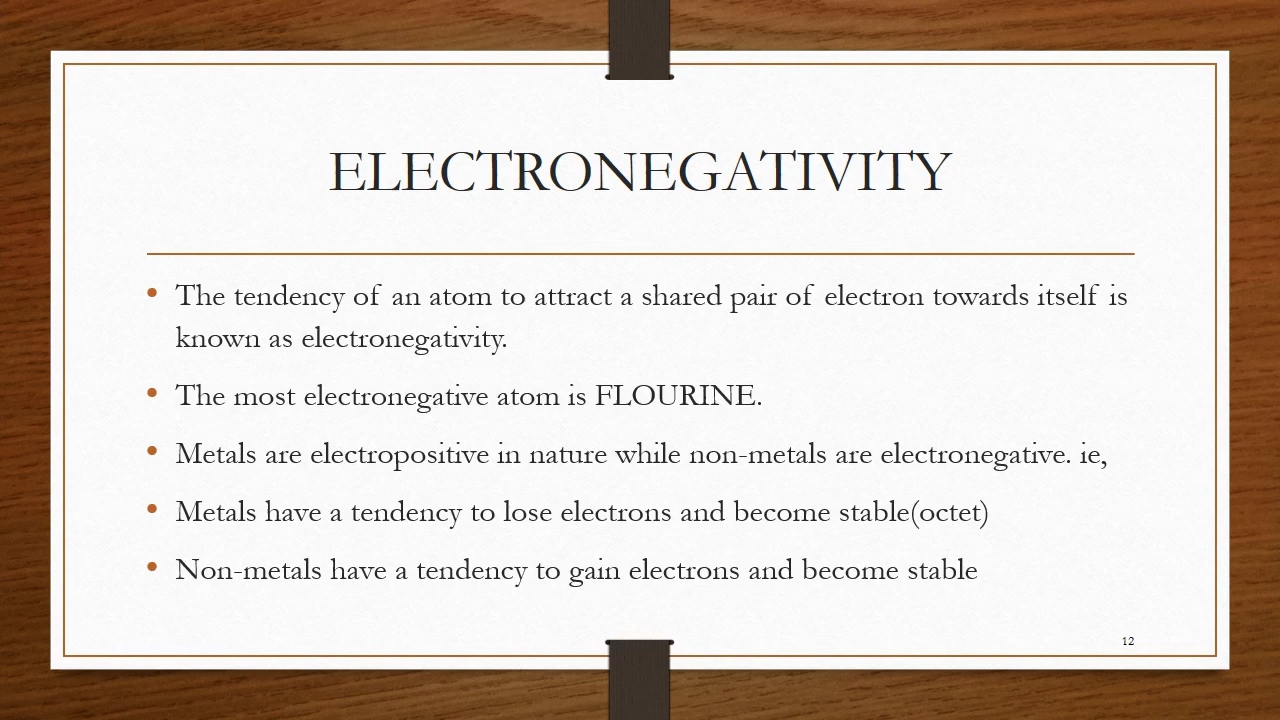 ELECTRONEGATIVITY
• The tendency of an atom to attract a shared pair of electron towards itself is
known as electronegativity.
• The most electronegative atom is FLOURINE.
• Metals are electropositive in nature while non-metals are electronegative. ie,
• Metals have a tendency to lose electrons and become stable(octet)
• Non-metals have a tendency to gain electrons and become stable
12